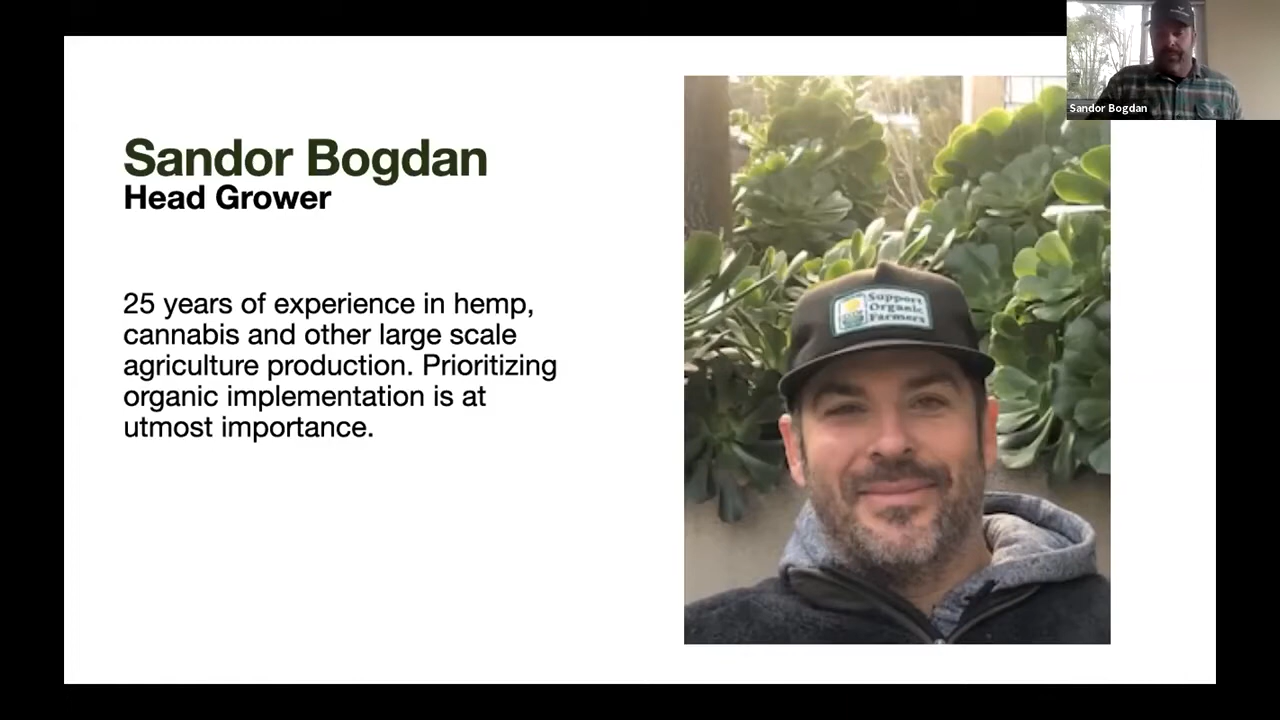 Sandor Bogdan
Head Grower
25 years of experience in hemp,
cannabis and other large scale
agriculture production. Prioritizing
organic implementation is at
utmost importance.
Support
Organic
Farmers
Sandor Bogdan